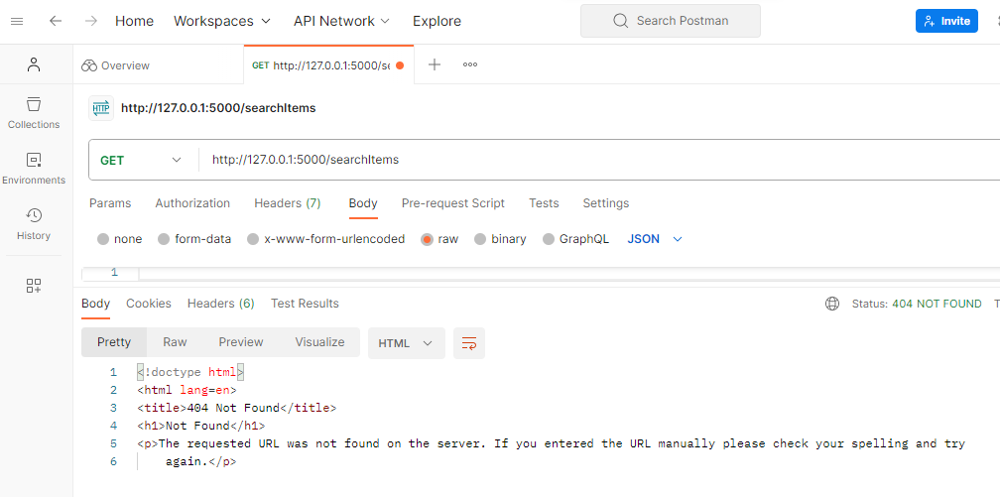 Home Workspaces API Network Explore Search Postman Invite
Overview GET http://127.0.0.1:5000/se
HTTP http://127.0.0.1:5000/searchItems
Collections
Environments
History
GET http://127.0.0.1:5000/searchItems
Params Authorization Headers (7) Body Pre-request Script Tests Settings
none form-data x-www-form-urlencoded raw binary GraphQL JSON
1
Body Cookies Headers (6) Test Results Status: 404 NOT FOUND
Pretty Raw Preview Visualize HTML
1 <!doctype html>
2 <html lang=en>
3 <title>404 Not Found</title>
4 <h1>Not Found</h1>
5 <p>The requested URL was not found on the server. If you entered the URL manually please check your spelling and try
again.</p>
6